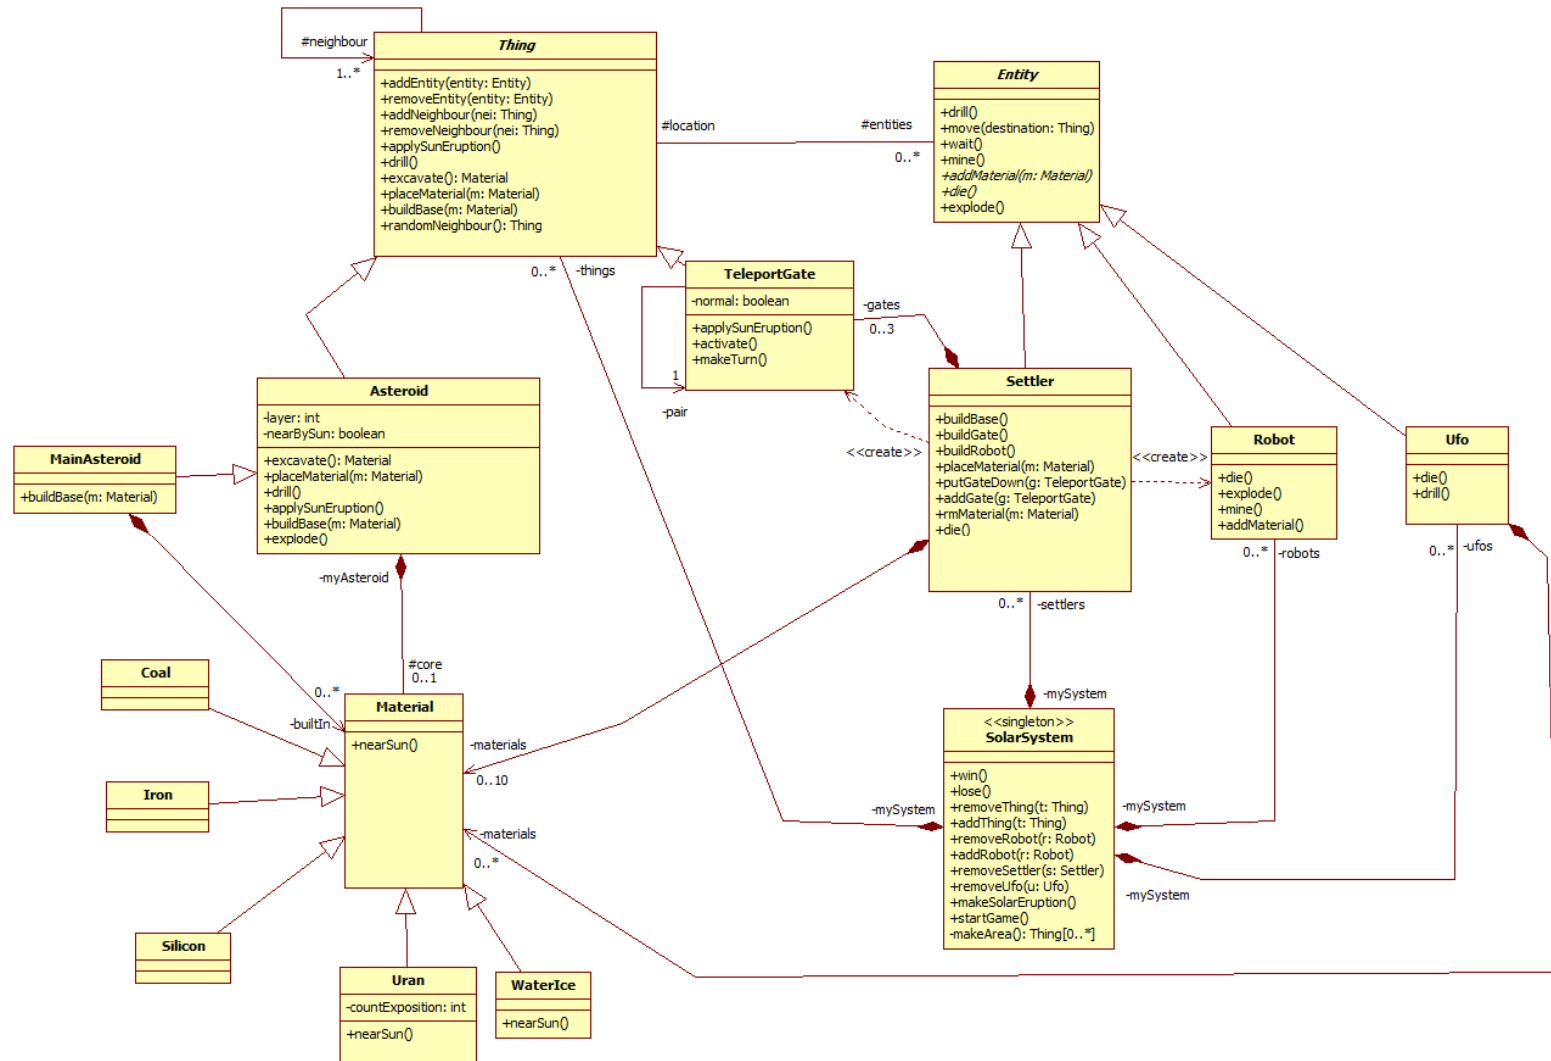 #neighbour
1..*
Thing
+addEntity(entity: Entity)
+removeEntity(entity: Entity)
+addNeighbour(nei: Thing)
+removeNeighbour(nei: Thing)
+applySunEruption()
+drill()
+excavate(): Material
+placeMaterial(m: Material)
+buildBase(m: Material)
+randomNeighbour(): Thing
#location
#entities
0..*
Entity
+drill()
+move(destination: Thing)
+wait()
+mine()
+addMaterial(m: Material)
+die()
+explode()
0..*
-things
TeleportGate
-normal: boolean
+applySunEruption()
+activate()
+makeTurn()
1
-pair
-gates
0..3
Asteroid
-layer: int
-nearBySun: boolean
+excavate(): Material
+placeMaterial(m: Material)
+drill()
+applySunEruption()
+buildBase(m: Material)
+explode()
MainAsteroid
+buildBase(m: Material)
Settler
+buildBase()
+buildGate()
+buildRobot()
+placeMaterial(m: Material)
+putGateDown(g: TeleportGate)
+addGate(g: TeleportGate)
+rmMaterial(m: Material)
+die()
<<create>>
<<create>>
Robot
+die()
+explode()
+mine()
+addMaterial()
Ufo
+die()
+drill()
0..*
-robots
0..*
-ufos
0..*
-settlers
-myAsteroid
#core
0..1
0..*
-builtIn
Coal
Iron
Silicon
Material
+nearSun()
-materials
0..10
-materials
0..*
Uran
-countExposition: int
+nearSun()
WaterIce
+nearSun()
-mySystem
-mySystem
-mySystem
-mySystem
<<singleton>>
SolarSystem
+win()
+lose()
+removeThing(t: Thing)
+addThing(t: Thing)
+removeRobot(r: Robot)
+addRobot(r: Robot)
+removeSettler(s: Settler)
+removeUfo(u: Ufo)
+makeSolarEruption()
+startGame()
-makeArea(): Thing[0..*]